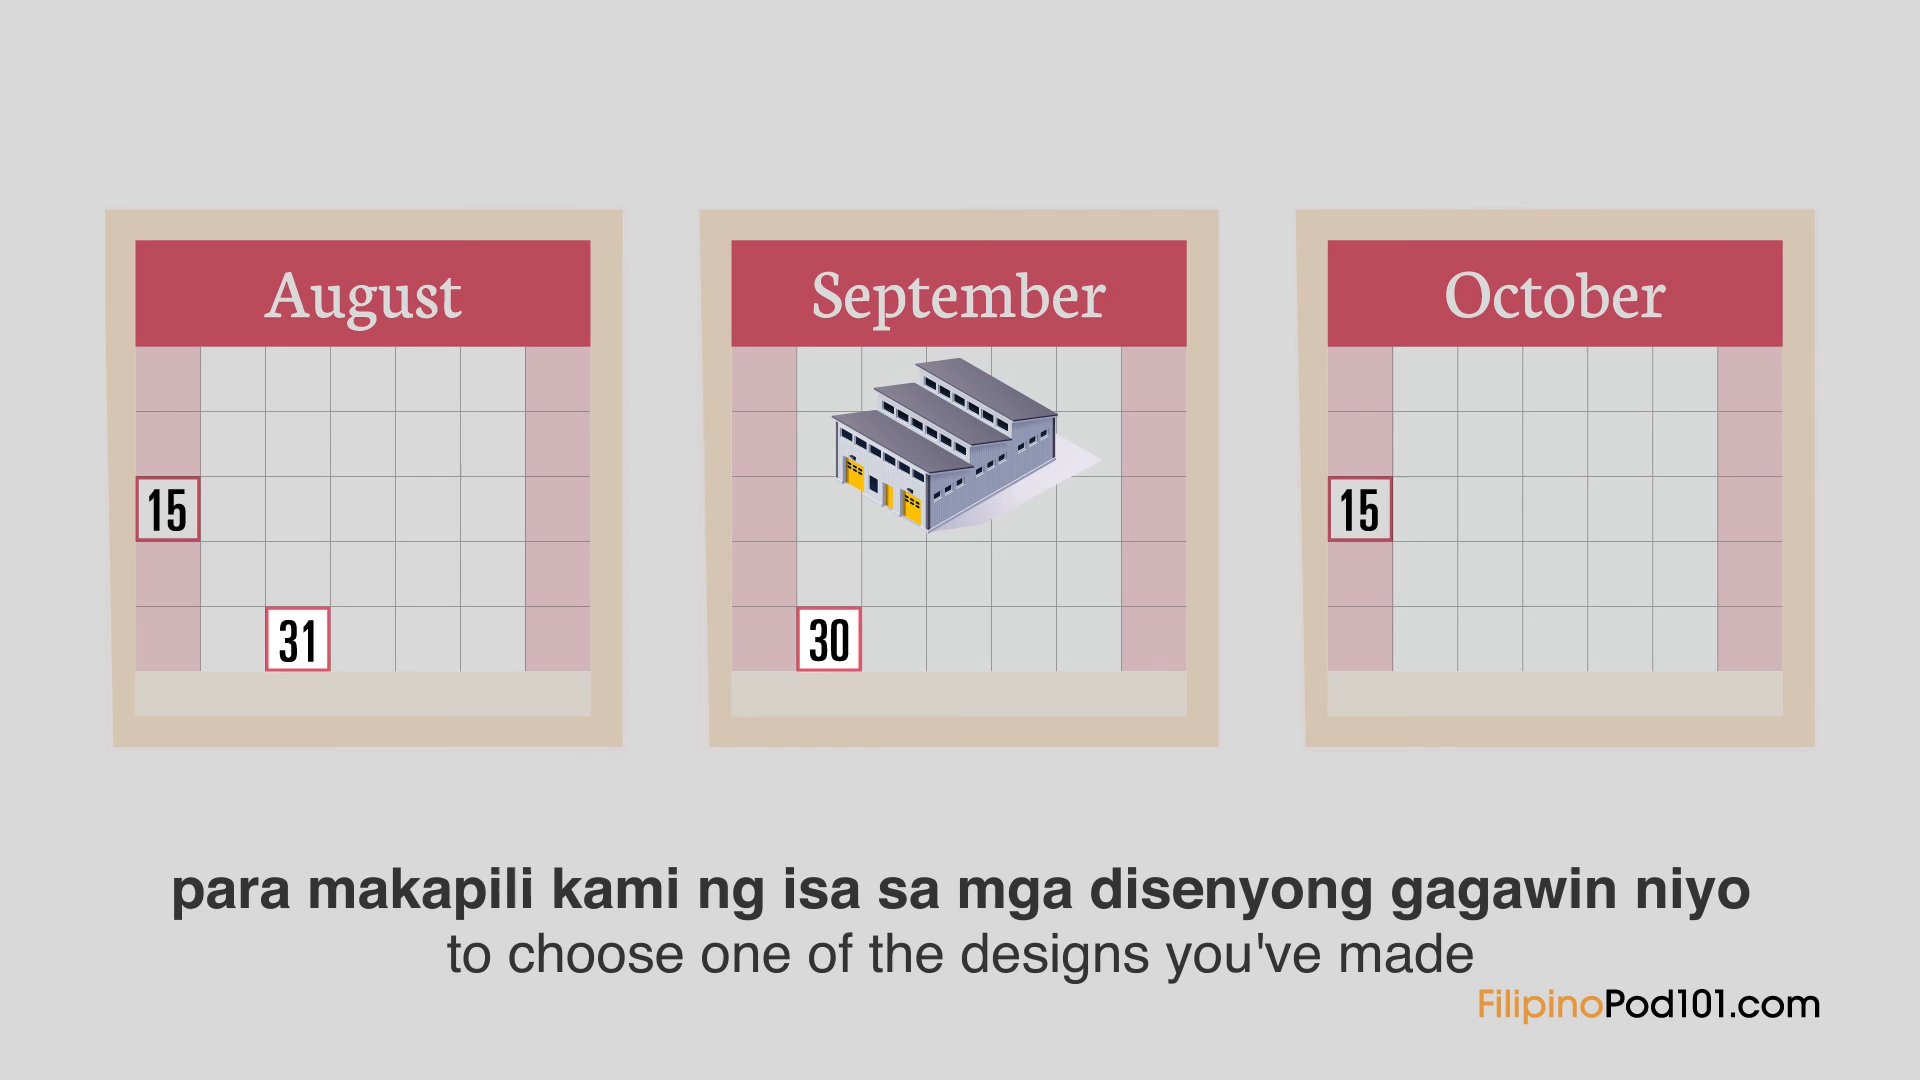 August
September
October
15
15
31
30
para makapili kami ng isa sa mga disenyong gagawin niyo
to choose one of the designs you've made
FilipinoPod101.com